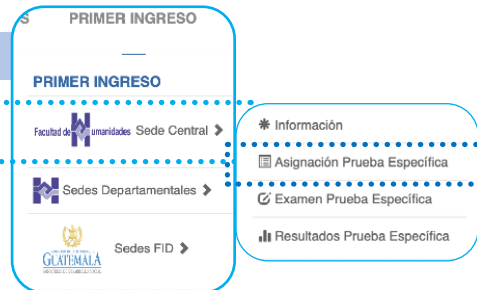 S PRIMER INGRESO
PRIMER INGRESO
Facultad de Humanidades Sede Central
Sedes Departamentales
GUATEMALA
Sedes FID
Información
Asignación Prueba Específica
Examen Prueba Específica
Resultados Prueba Específica